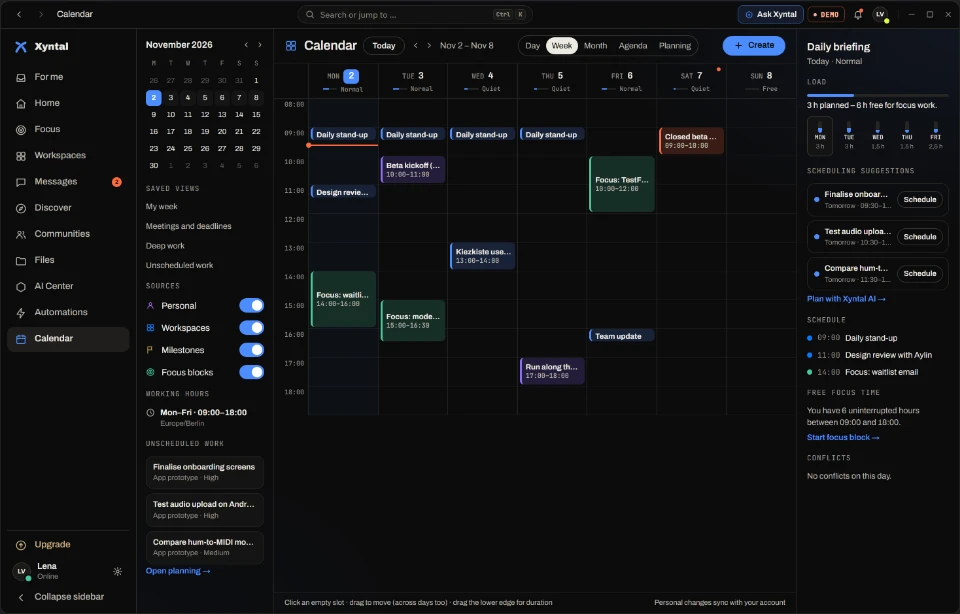 Calendar
Search or jump to ...
Ctrl K
Ask Xyntal
DEMO
LV
Xyntal
For me
Home
Focus
Workspaces
Messages
2
Discover
Communities
Files
AI Center
Automations
Calendar
Upgrade
LV
Lena
Online
Collapse sidebar
November 2026
M T W T F S S
26 27 28 29 30 31 1
2 3 4 5 6 7 8
9 10 11 12 13 14 15
16 17 18 19 20 21 22
23 24 25 26 27 28 29
30 1 2 3 4 5 6
SAVED VIEWS
My week
Meetings and deadlines
Deep work
Unscheduled work
SOURCES
Personal
Workspaces
Milestones
Focus blocks
WORKING HOURS
Mon–Fri · 09:00–18:00
Europe/Berlin
UNSCHEDULED WORK
Finalise onboarding screens
App prototype · High
Test audio upload on Andr...
App prototype · High
Compare hum-to-MIDI mo...
App prototype · Medium
Open planning →
Calendar
Today
Nov 2 – Nov 8
Day Week Month Agenda Planning
+ Create
MON 2 TUE 3 WED 4 THU 5 FRI 6 SAT 7 SUN 8
Normal Normal Quiet Quiet Normal Quiet Free
08:00
09:00
Daily stand-up Daily stand-up Daily stand-up Daily stand-up
Closed beta ...
09:00–10:00
10:00
Beta kickoff (...
10:00–11:00
Focus: TestF...
10:00–12:00
11:00
Design revie...
12:00
13:00
Kiezkiste use...
13:00–14:00
14:00
Focus: waitli...
14:00–16:00
15:00
Focus: mode...
15:00–16:30
16:00
Team update
17:00
Run along th...
17:00–18:00
18:00
Click an empty slot · drag to move (across days too) · drag the lower edge for duration
Personal changes sync with your account
Daily briefing
Today · Normal
LOAD
3 h planned – 6 h free for focus work.
MON TUE WED THU FRI
3 h 3 h 1,5 h 1,5 h 2,5 h
SCHEDULING SUGGESTIONS
Finalise onboar...
Tomorrow · 09:30–1...
Schedule
Test audio uploa...
Tomorrow · 10:30–1...
Schedule
Compare hum-t...
Tomorrow · 11:30–1...
Schedule
Plan with Xyntal AI →
SCHEDULE
09:00 Daily stand-up
11:00 Design review with Aylin
14:00 Focus: waitlist email
FREE FOCUS TIME
You have 6 uninterrupted hours
between 09:00 and 18:00.
Start focus block →
CONFLICTS
No conflicts on this day.